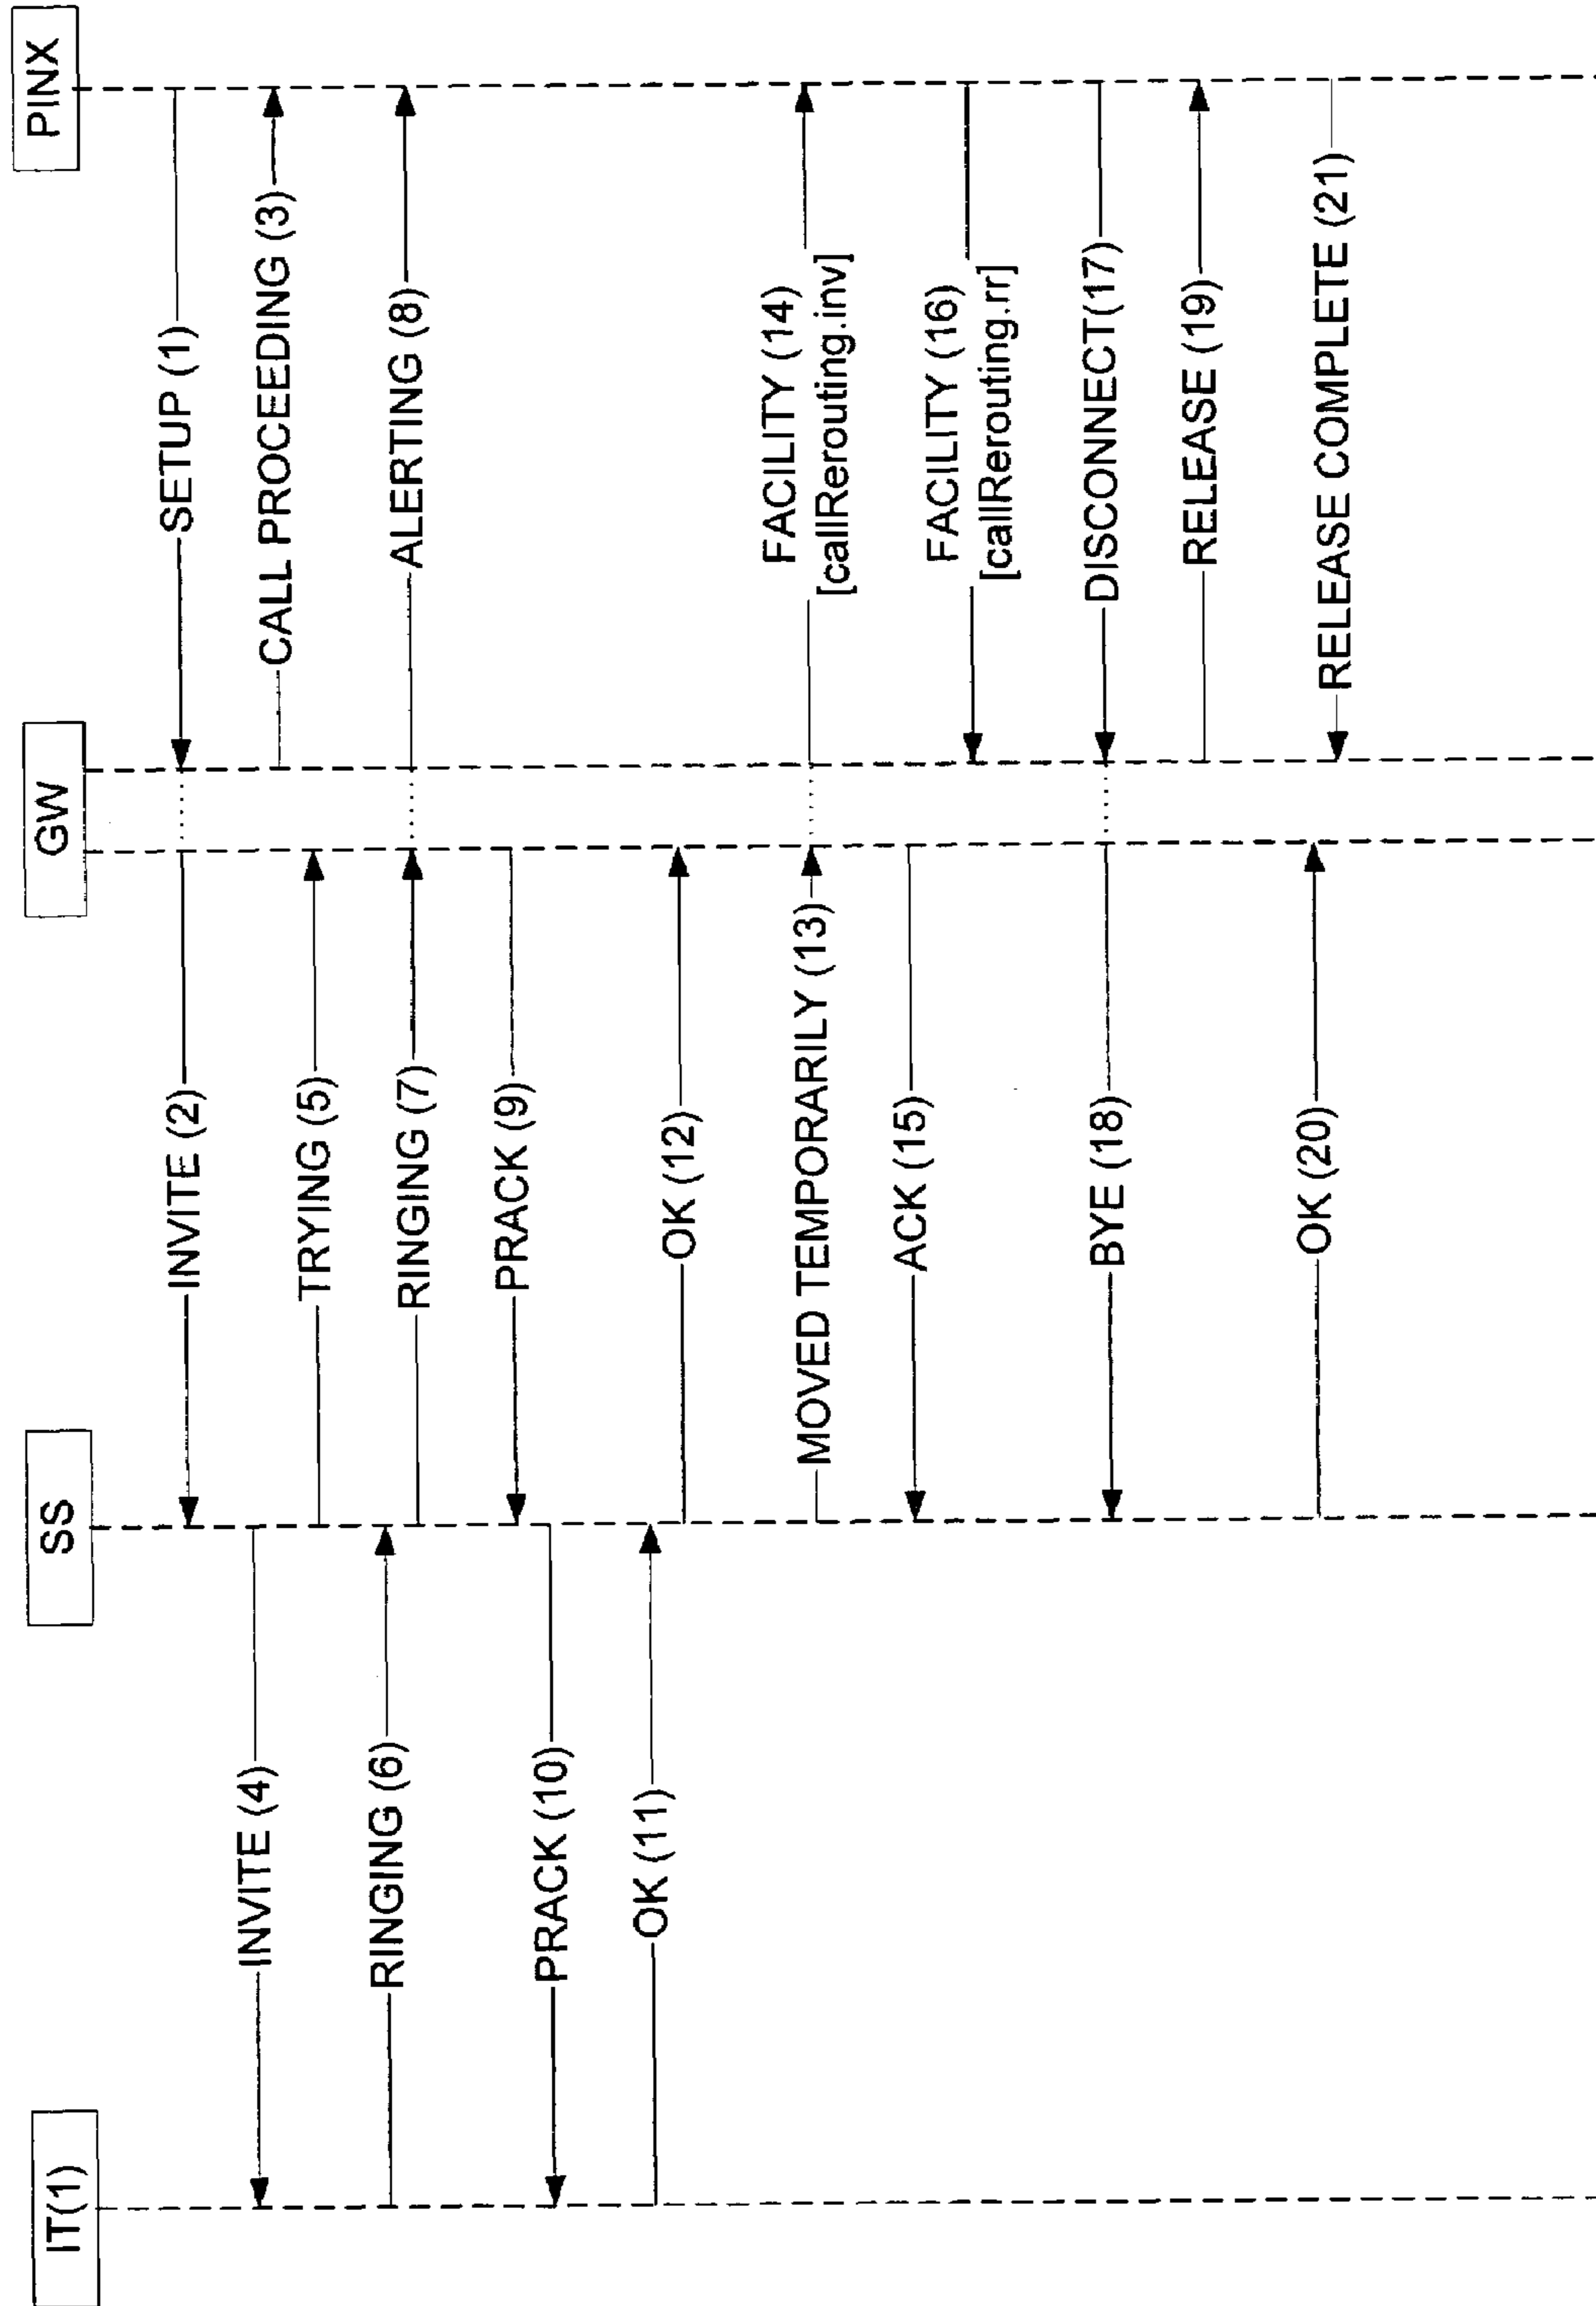 IT(1)
SS
GW
PINX
SETUP (1)
INVITE (2)
CALL PROCEEDING (3)
INVITE (4)
TRYING (5)
RINGING (6)
RINGING (7)
ALERTING (8)
PRACK (9)
PRACK (10)
OK (11)
OK (12)
MOVED TEMPORARILY (13)
FACILITY (14)
[callRerouting.inv]
ACK (15)
FACILITY (16)
[callRerouting.rr]
DISCONNECT(17)
BYE (18)
RELEASE (19)
OK (20)
RELEASE COMPLETE (21)